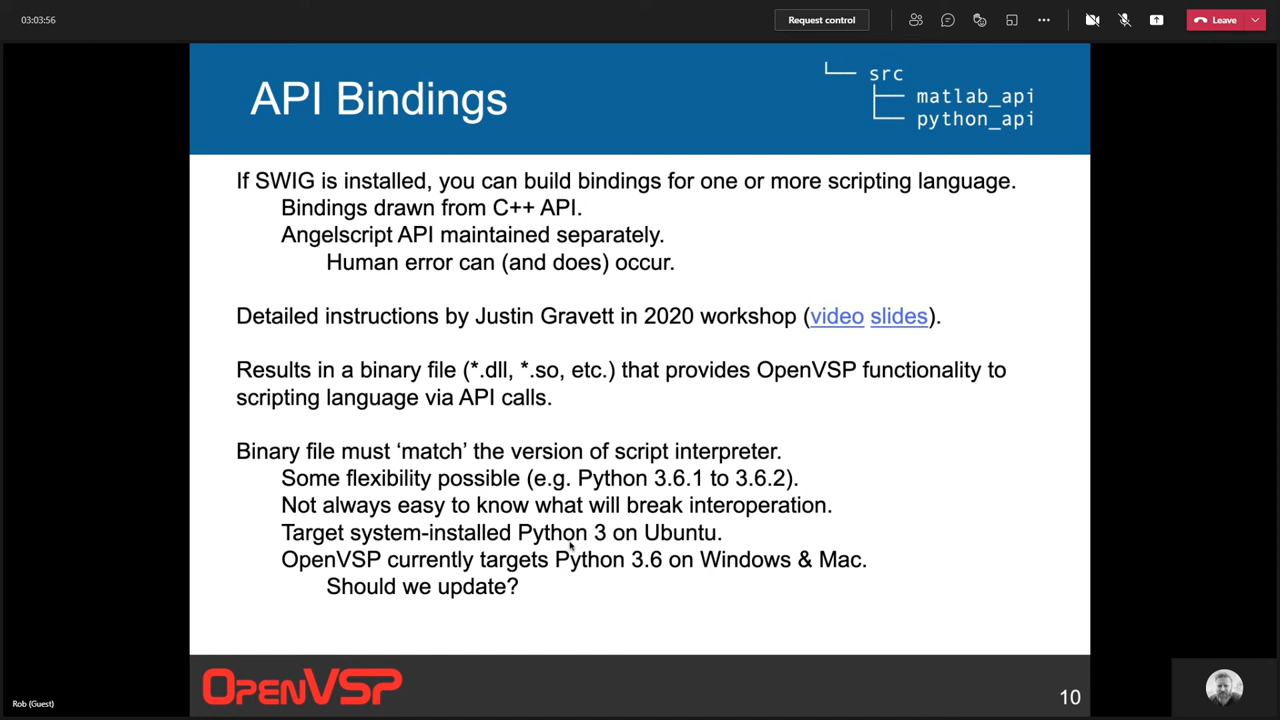 03:03:56
Request control
Leave
API Bindings
src
matlab_api
python_api
If SWIG is installed, you can build bindings for one or more scripting language.
Bindings drawn from C++ API.
Angelscript API maintained separately.
Human error can (and does) occur.
Detailed instructions by Justin Gravett in 2020 workshop (video slides).
Results in a binary file (*.dll, *.so, etc.) that provides OpenVSP functionality to
scripting language via API calls.
Binary file must ‘match’ the version of script interpreter.
Some flexibility possible (e.g. Python 3.6.1 to 3.6.2).
Not always easy to know what will break interoperation.
Target system-installed Python 3 on Ubuntu.
OpenVSP currently targets Python 3.6 on Windows & Mac.
Should we update?
OPENVSP
10
Rob (Guest)